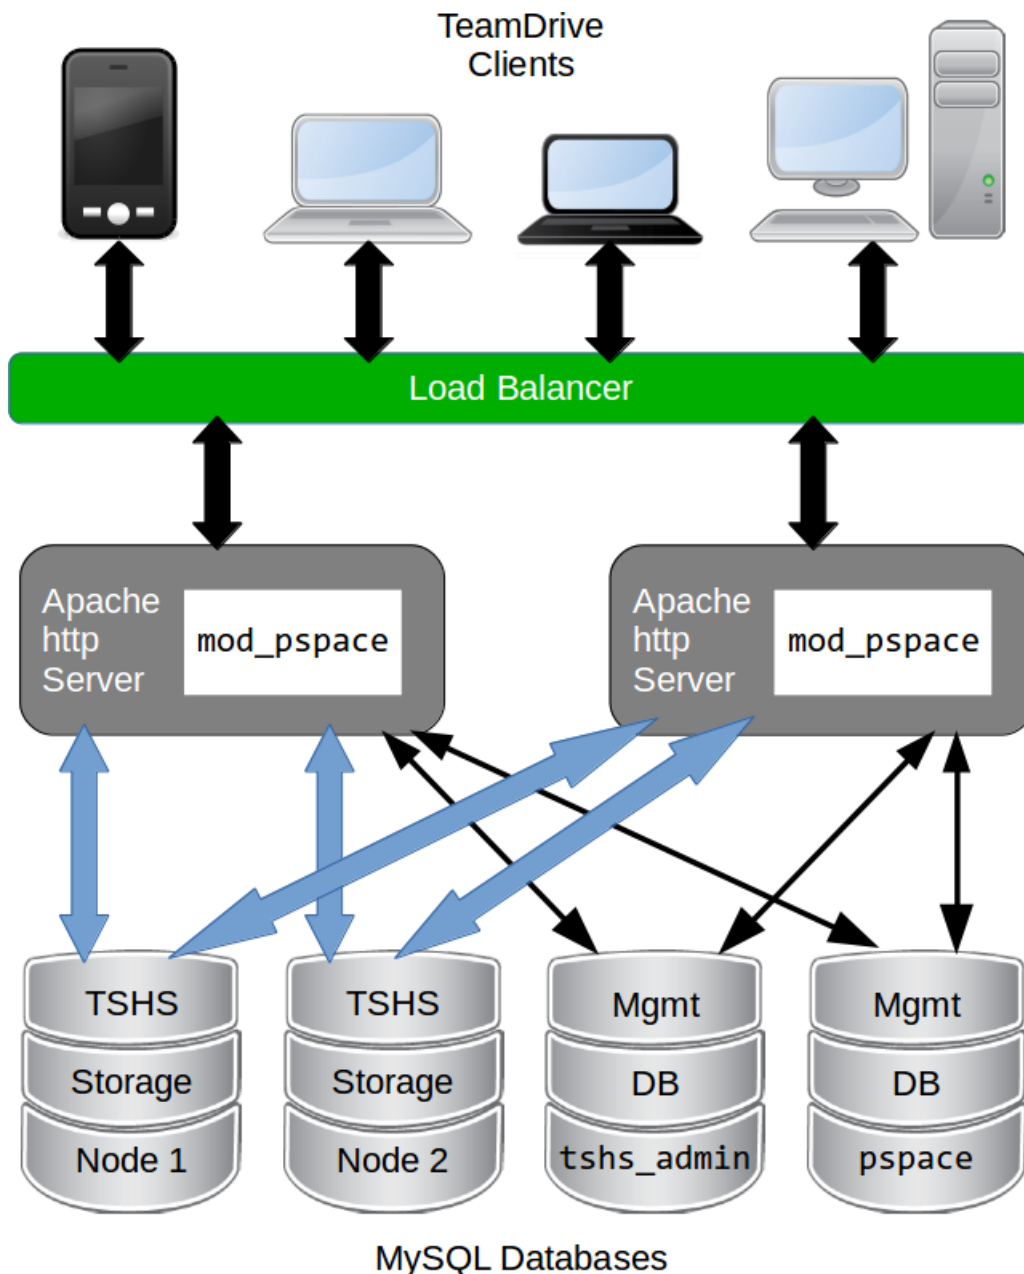 TeamDrive
Clients
Load Balancer
Apache
http
Server
mod_pspace
Apache
http
Server
mod_pspace
TSHS
Storage
Node 1
TSHS
Storage
Node 2
Mgmt
DB
tshs_admin
Mgmt
DB
pspace
MySQL Databases